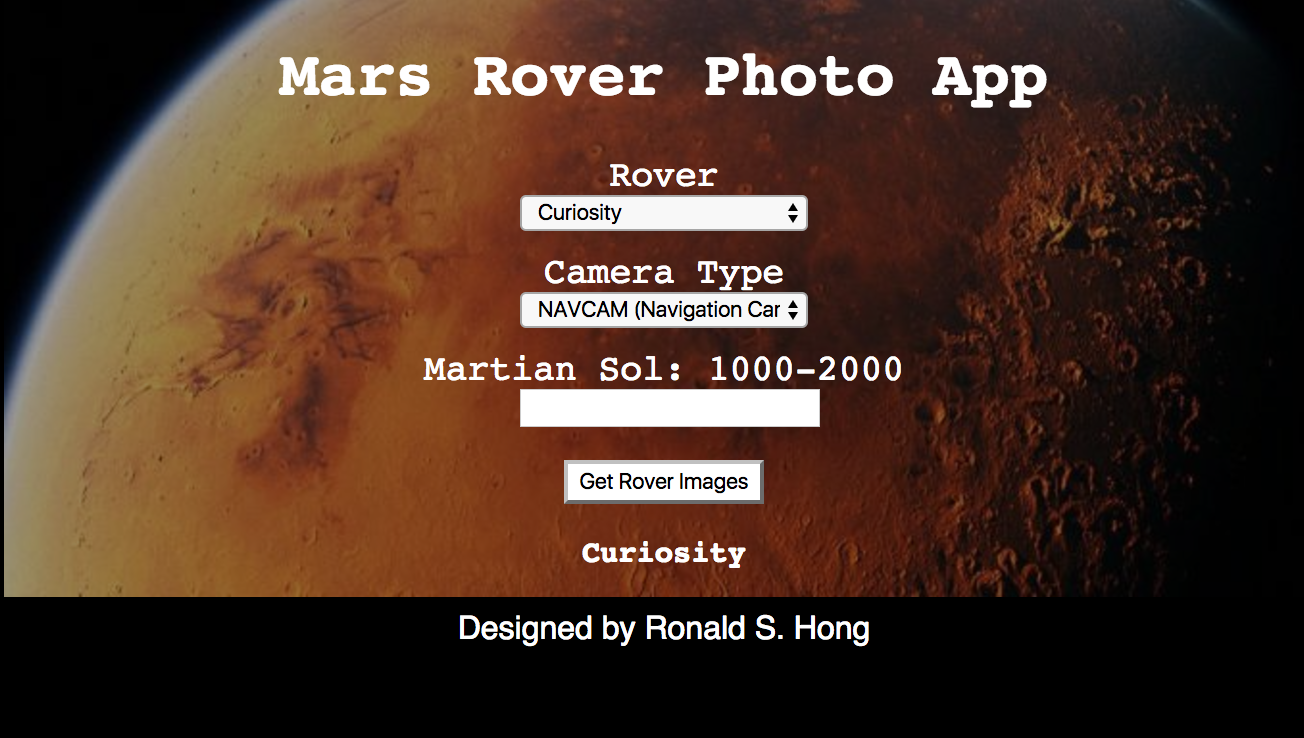 Mars Rover Photo App
Rover
Curiosity
Camera Type
NAVCAM (Navigation Car
Martian Sol: 1000-2000
Get Rover Images
Curiosity
Designed by Ronald S. Hong